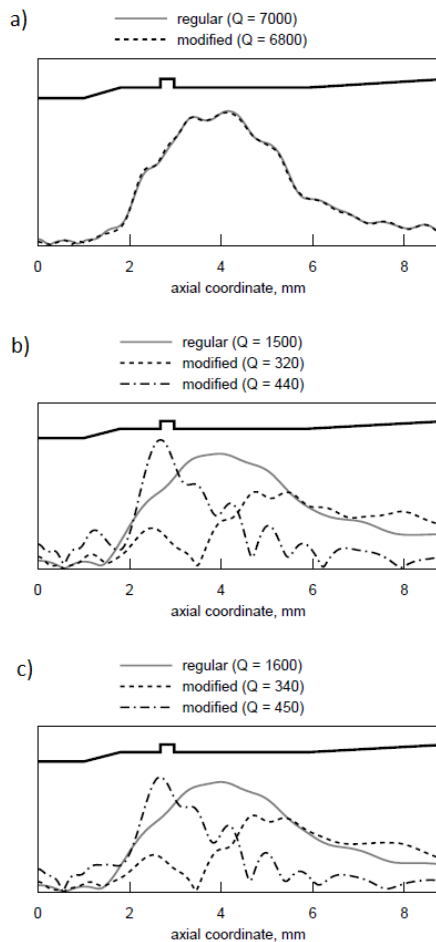 a)
regular (Q = 7000)
modified (Q = 6800)
0 2 4 6 8
axial coordinate, mm
b)
regular (Q = 1500)
modified (Q = 320)
modified (Q = 440)
0 2 4 6 8
axial coordinate, mm
c)
regular (Q = 1600)
modified (Q = 340)
modified (Q = 450)
0 2 4 6 8
axial coordinate, mm